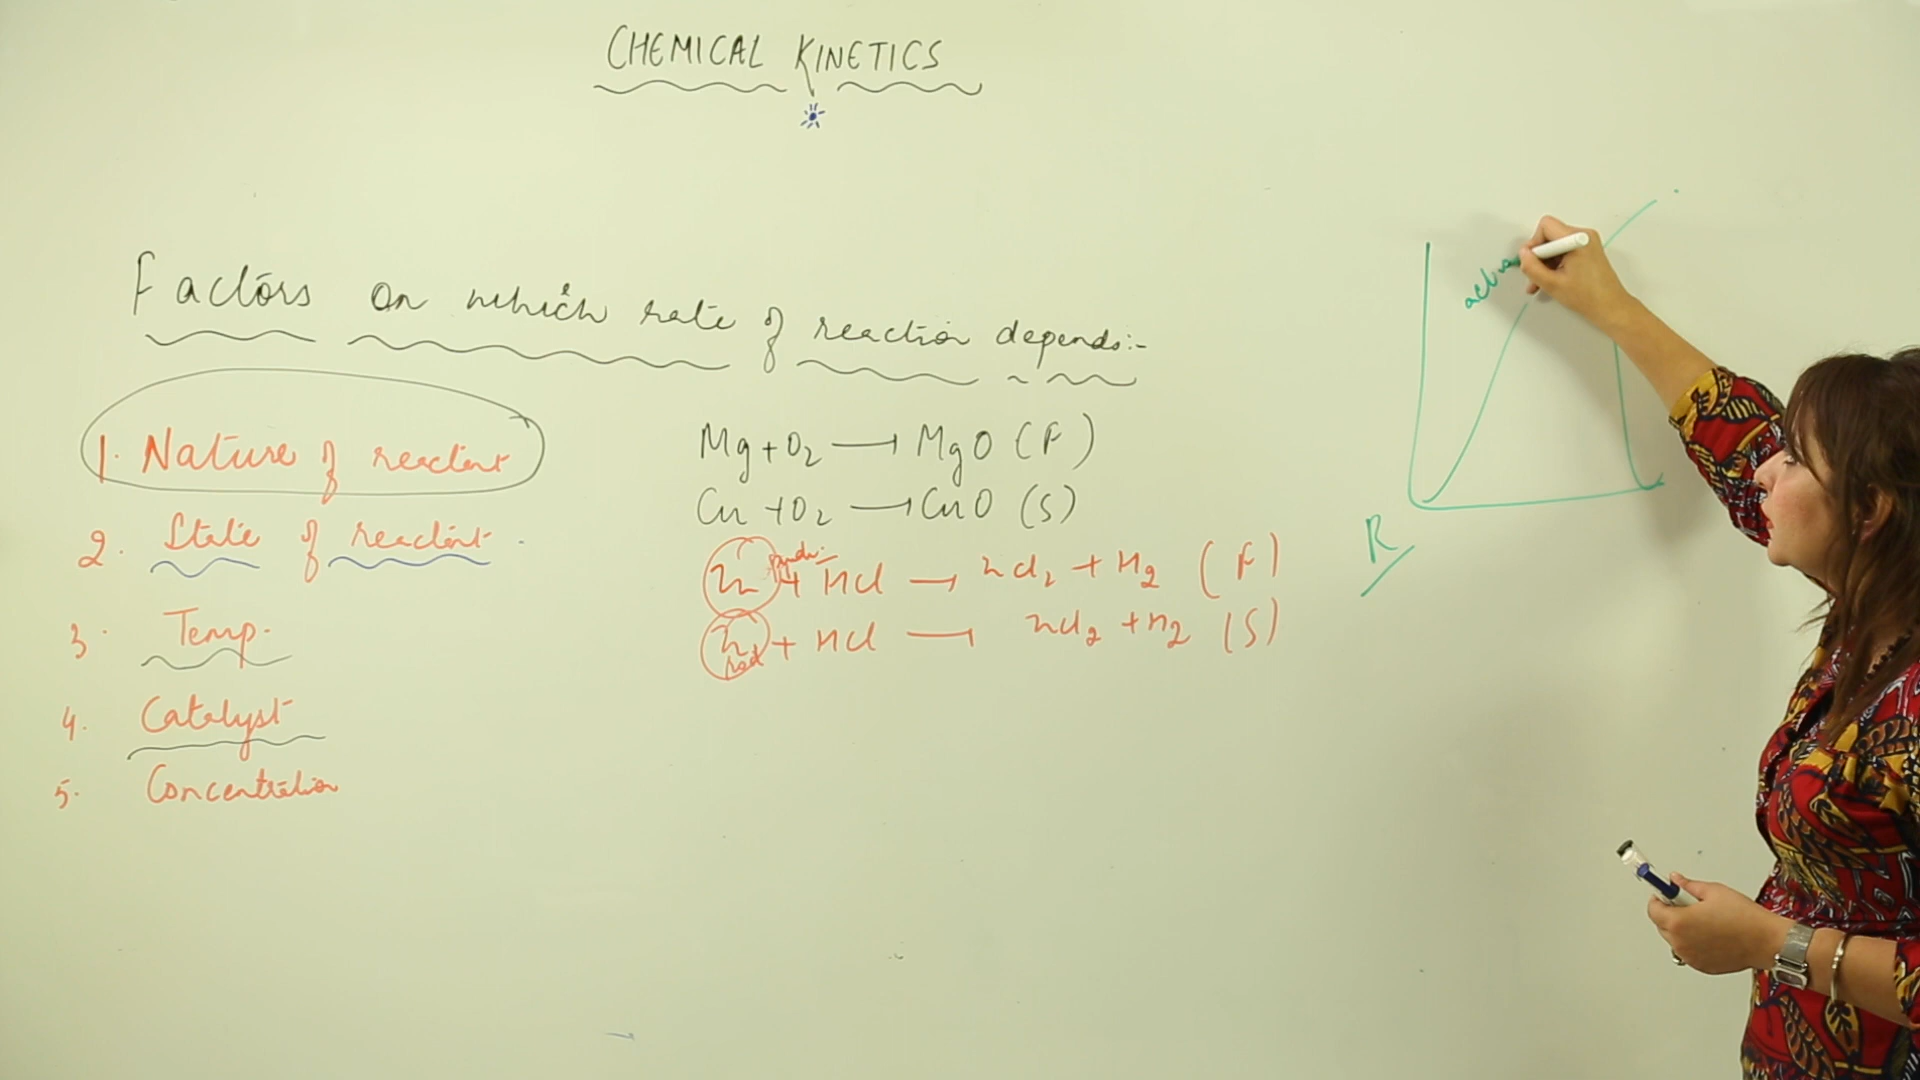 CHEMICAL KINETICS
Factors on which rate of reaction depends:-
1. Nature of reactant
2. State of reactant.
3. Temp.
4. Catalyst
5. Concentration
Mg + O2 → MgO (F)
Cu + O2 → CuO (S)
Zn + HCl → ZnCl2 + H2 (F)
Zn rod + HCl → ZnCl2 + H2 (S)
R